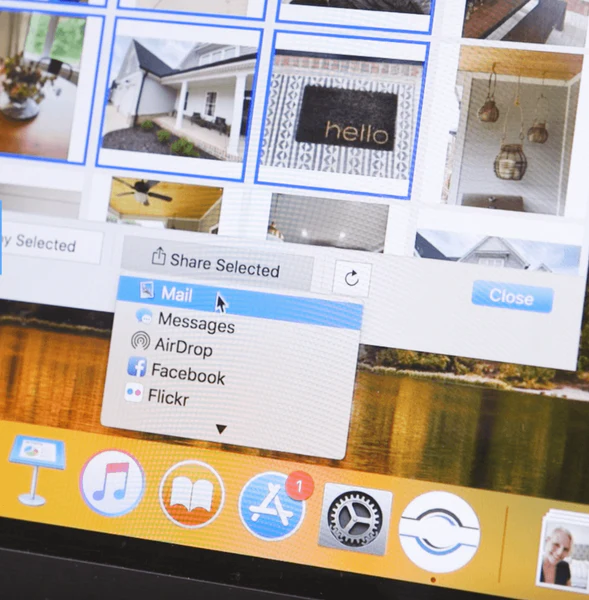 hello
y Selected
Share Selected
Close
Mail
Messages
AirDrop
Facebook
Flickr
1